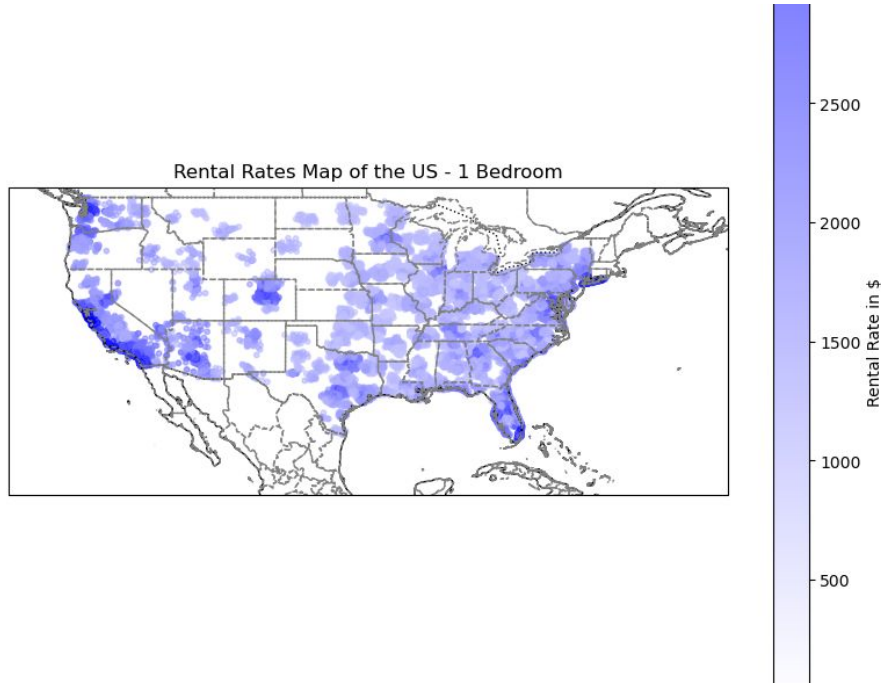 Rental Rates Map of the US - 1 Bedroom
2500
2000
1500
1000
500
Rental Rate in $